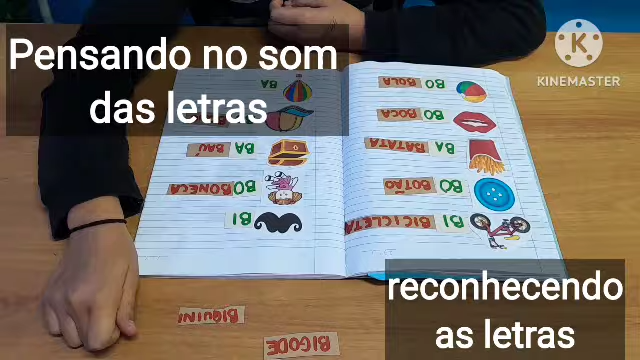 Pensando no som
das letras
K
KINEMASTER
BA
BA BAÚ
BO BONECA
BI
BO BOLA
BO BOCA
BA BATATA
BO BOTÃO
BI BICICLETA
BIQUINI
BIGODE
reconhecendo
as letras